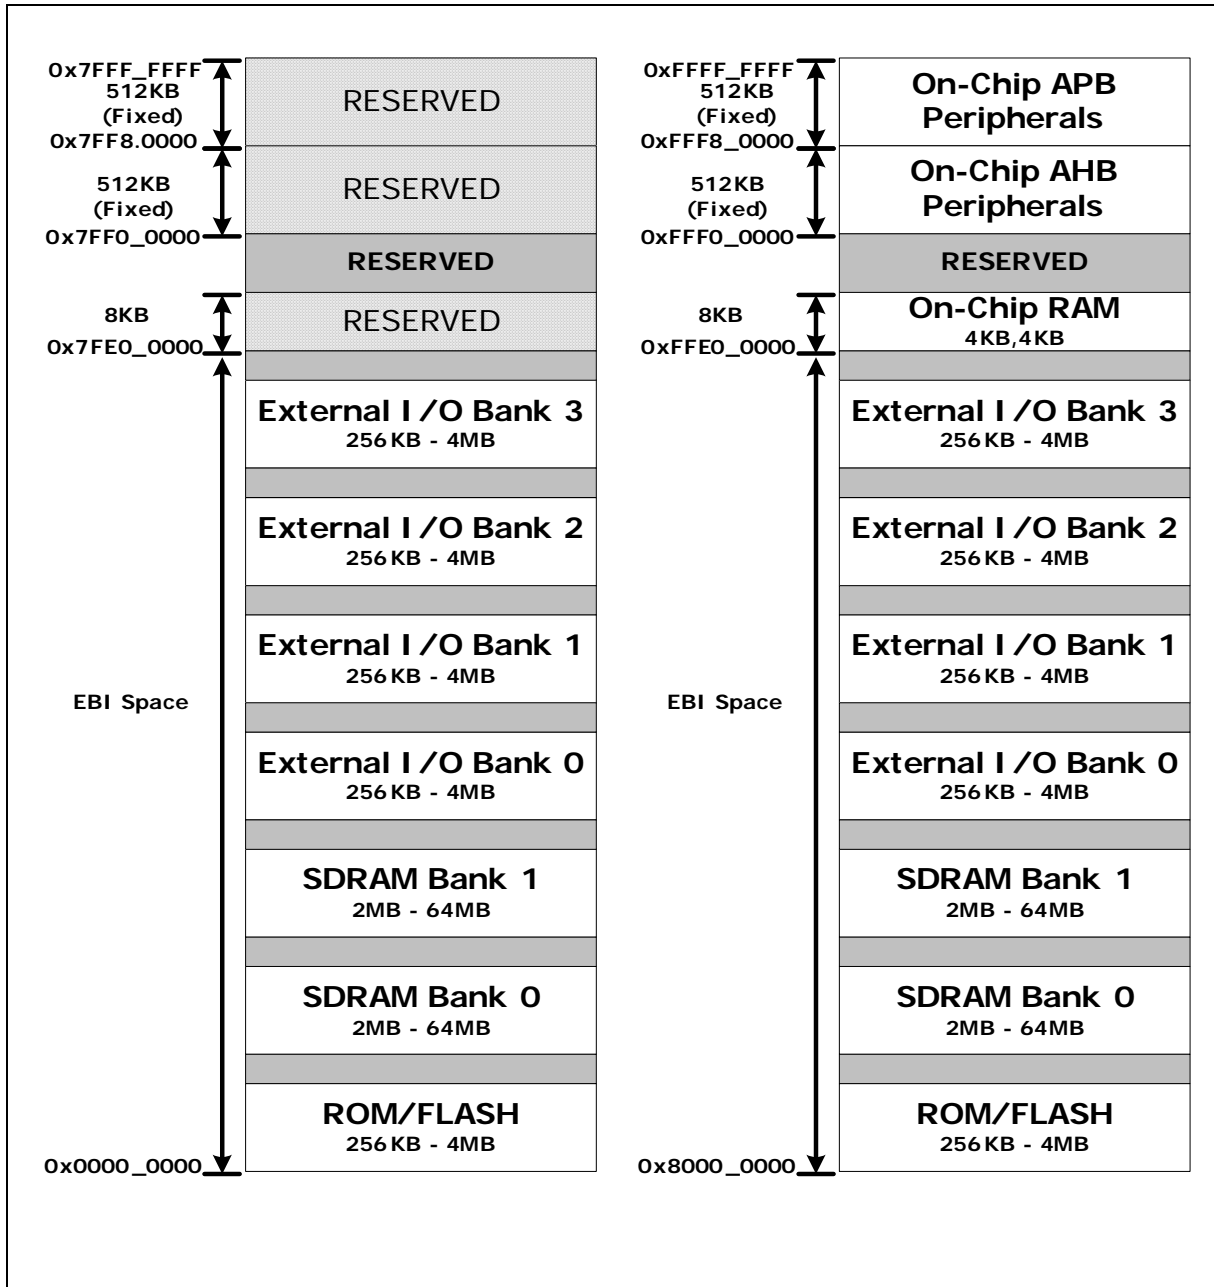 0x7FFF_FFFF
512KB
(Fixed)
0x7FF8.0000
512KB
(Fixed)
0x7FF0_0000
8KB
0x7FE0_0000
EBI Space
0x0000_0000
RESERVED
RESERVED
RESERVED
RESERVED
External I/O Bank 3
256KB - 4MB
External I/O Bank 2
256KB - 4MB
External I/O Bank 1
256KB - 4MB
External I/O Bank 0
256KB - 4MB
SDRAM Bank 1
2MB - 64MB
SDRAM Bank 0
2MB - 64MB
ROM/FLASH
256KB - 4MB
0xFFFF_FFFF
512KB
(Fixed)
0xFFF8_0000
512KB
(Fixed)
0xFFF0_0000
8KB
0xFFE0_0000
EBI Space
0x8000_0000
On-Chip APB
Peripherals
On-Chip AHB
Peripherals
RESERVED
On-Chip RAM
4KB,4KB
External I/O Bank 3
256KB - 4MB
External I/O Bank 2
256KB - 4MB
External I/O Bank 1
256KB - 4MB
External I/O Bank 0
256KB - 4MB
SDRAM Bank 1
2MB - 64MB
SDRAM Bank 0
2MB - 64MB
ROM/FLASH
256KB - 4MB